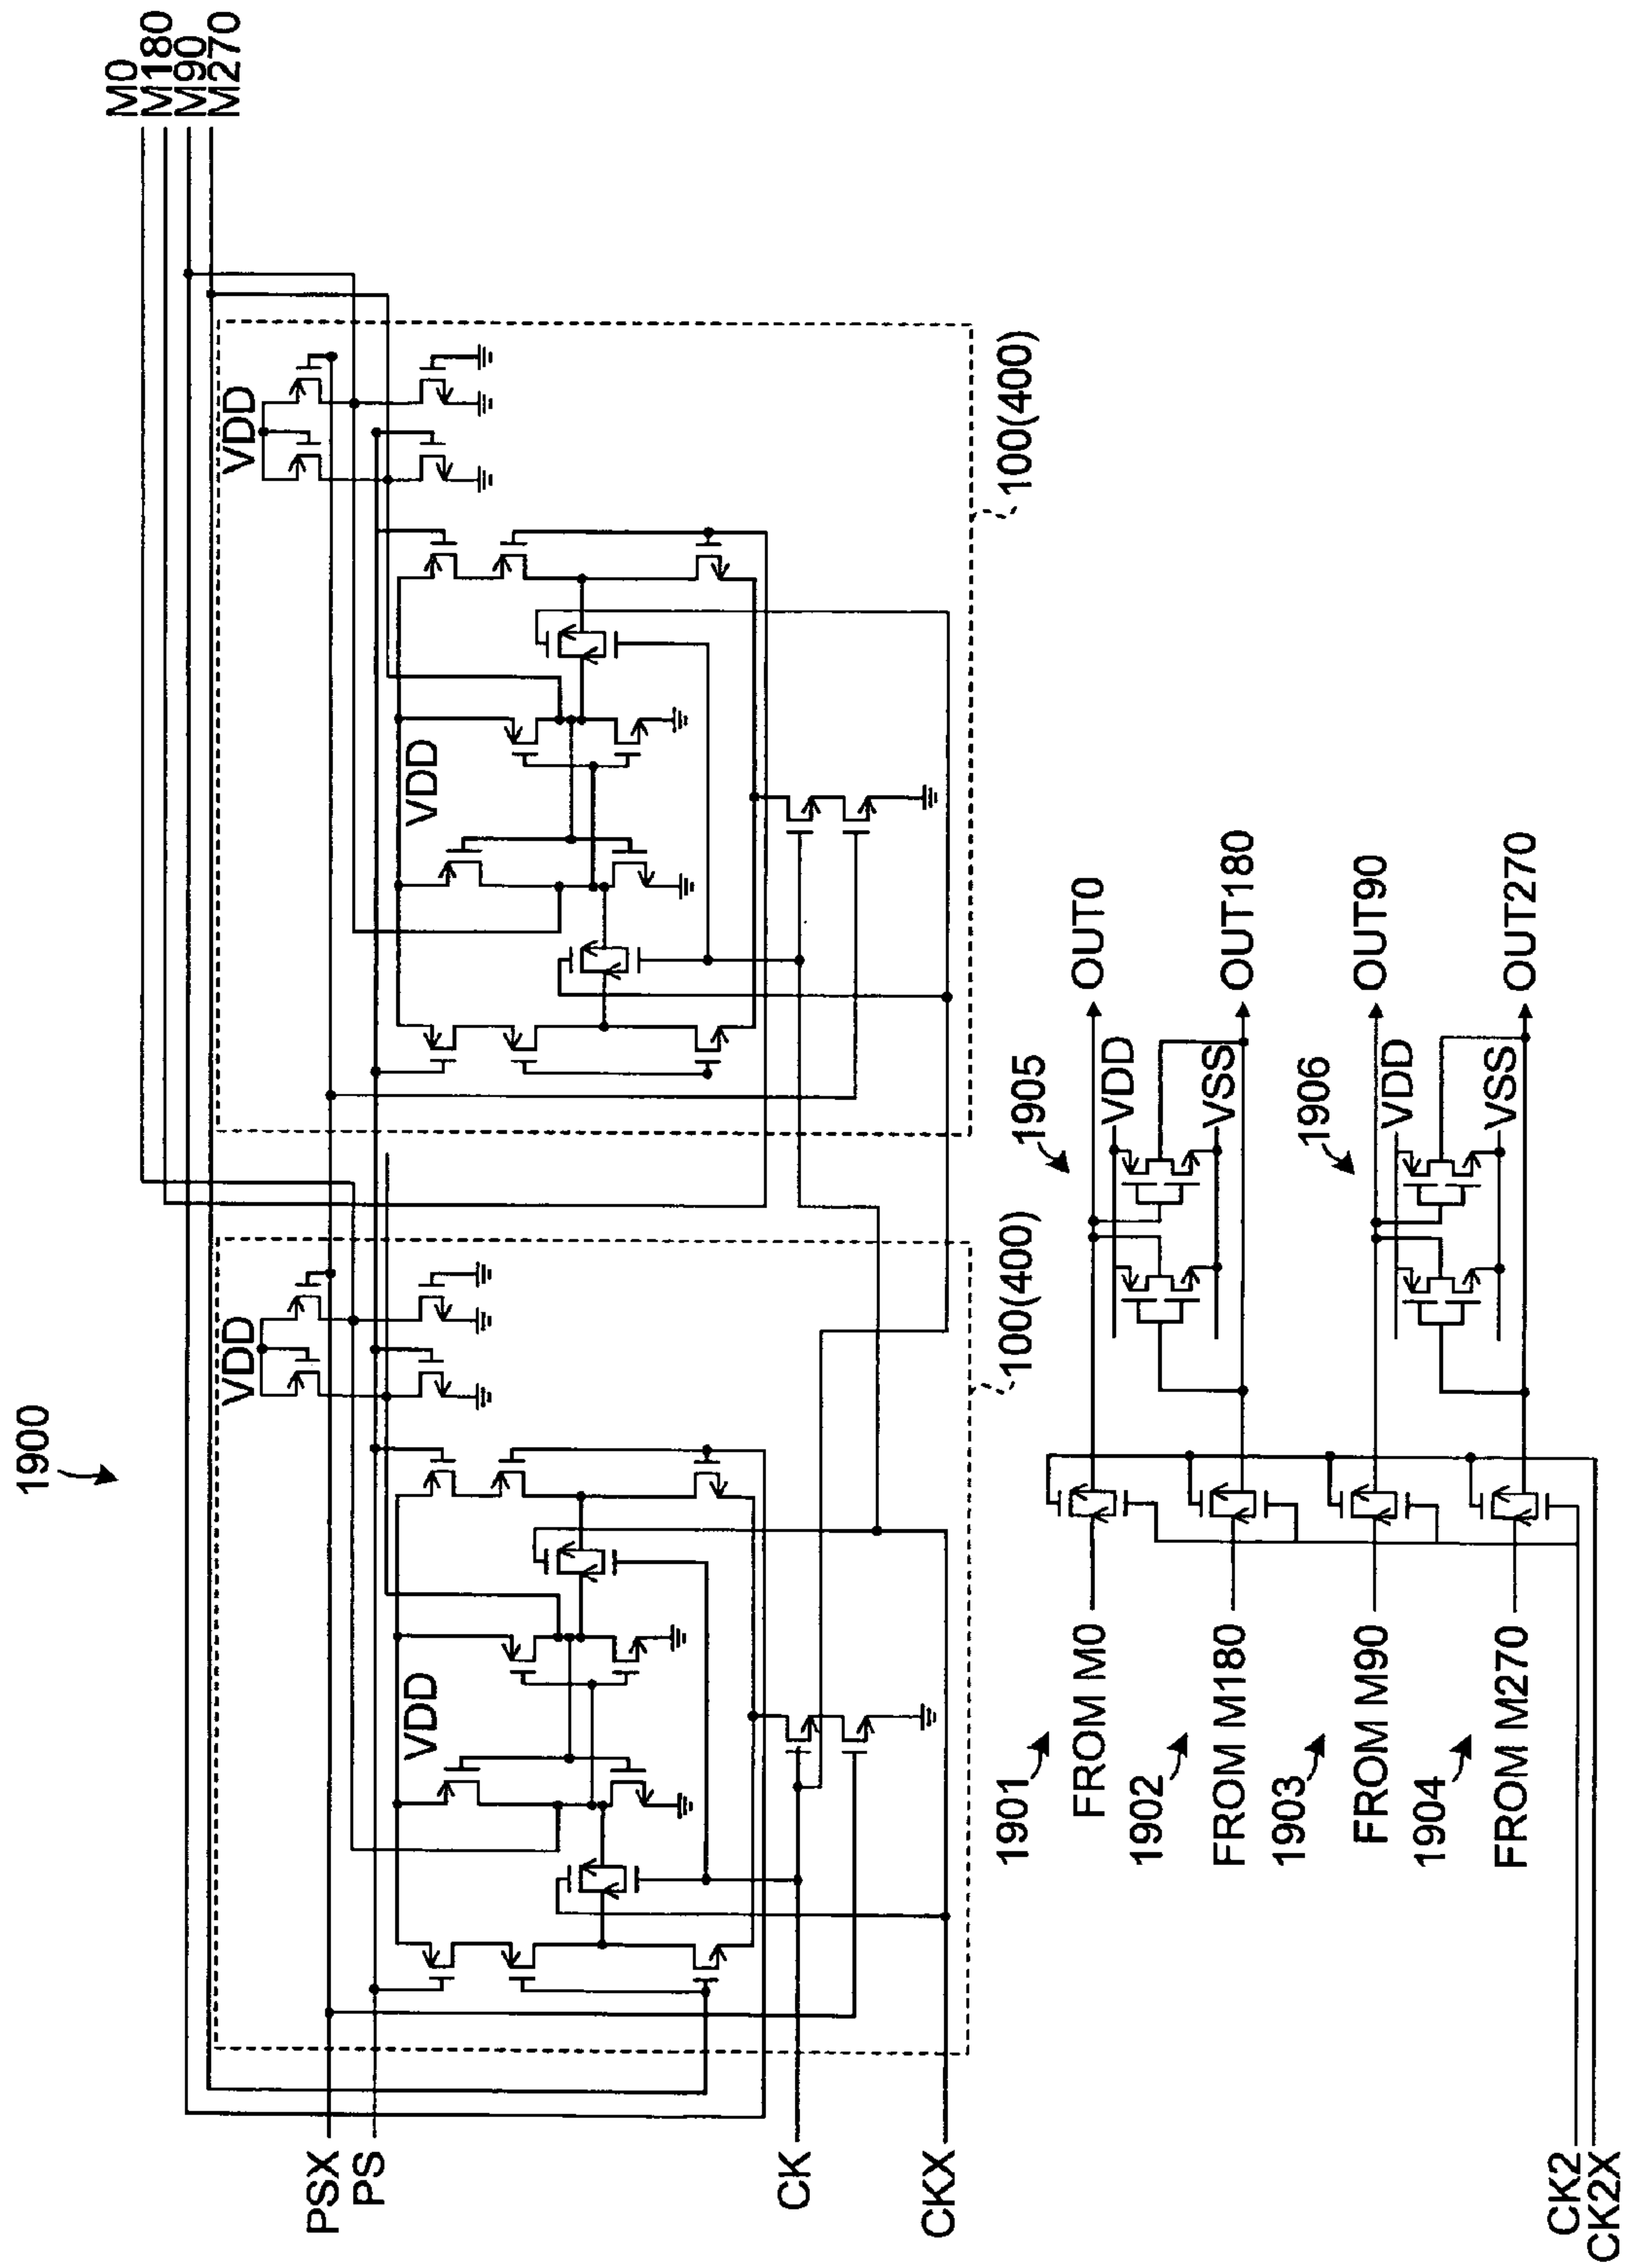 1900
M0
M180
M90
M270
VDD
VDD
PSX
PS
VDD
VDD
CK
CKX
100(400)
100(400)
1901
FROM M0
1905
OUT0
VDD
1902
FROM M180
VSS
OUT180
1903
FROM M90
1906
OUT90
VDD
1904
FROM M270
VSS
OUT270
CK2
CK2X